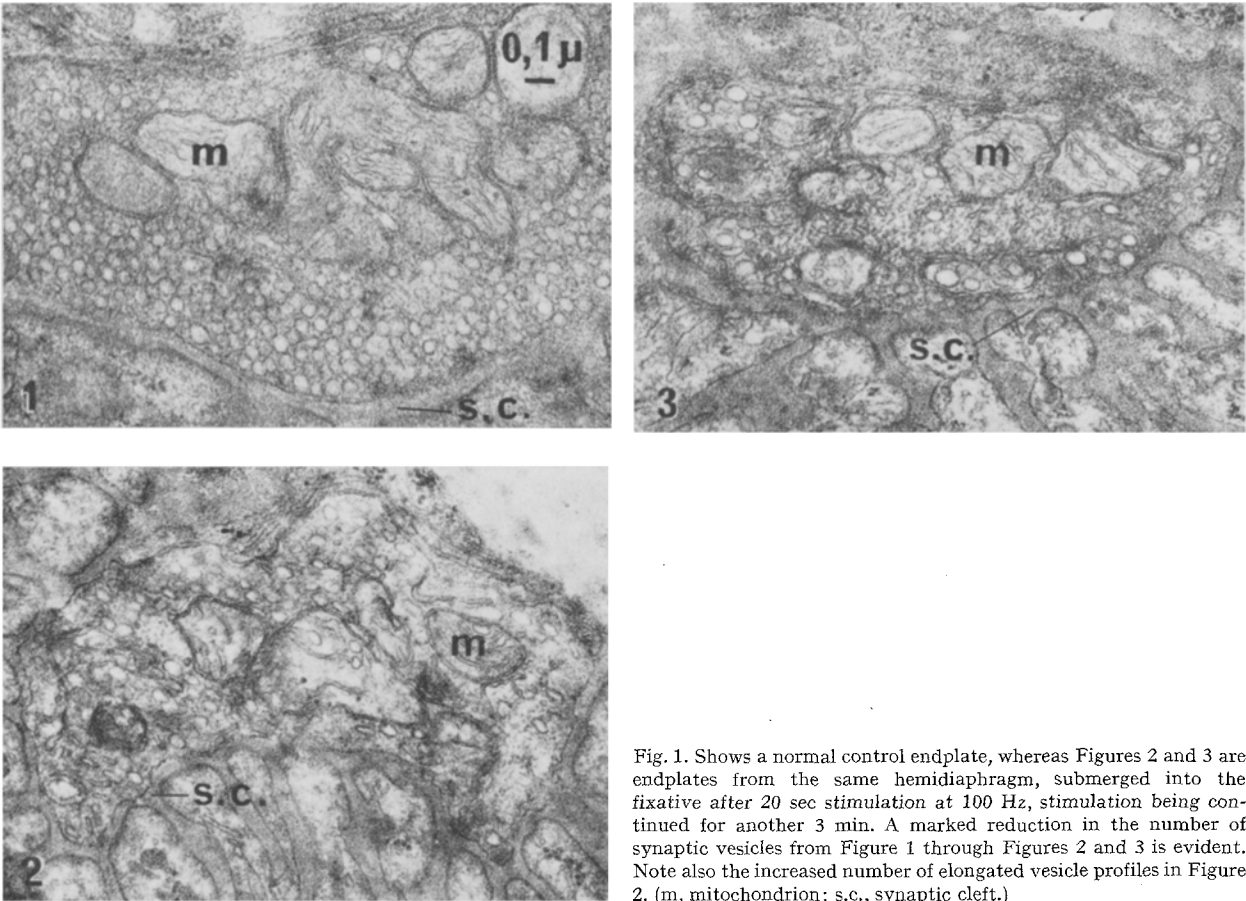 0,1 µ
m
1
s.c.
m
s.c.
3
m
s.c.
2
Fig. 1. Shows a normal control endplate, whereas Figures 2 and 3 are
endplates from the same hemidiaphragm, submerged into the
fixative after 20 sec stimulation at 100 Hz, stimulation being con-
tinued for another 3 min. A marked reduction in the number of
synaptic vesicles from Figure 1 through Figures 2 and 3 is evident.
Note also the increased number of elongated vesicle profiles in Figure
2. (m, mitochondrion; s.c., synaptic cleft.)